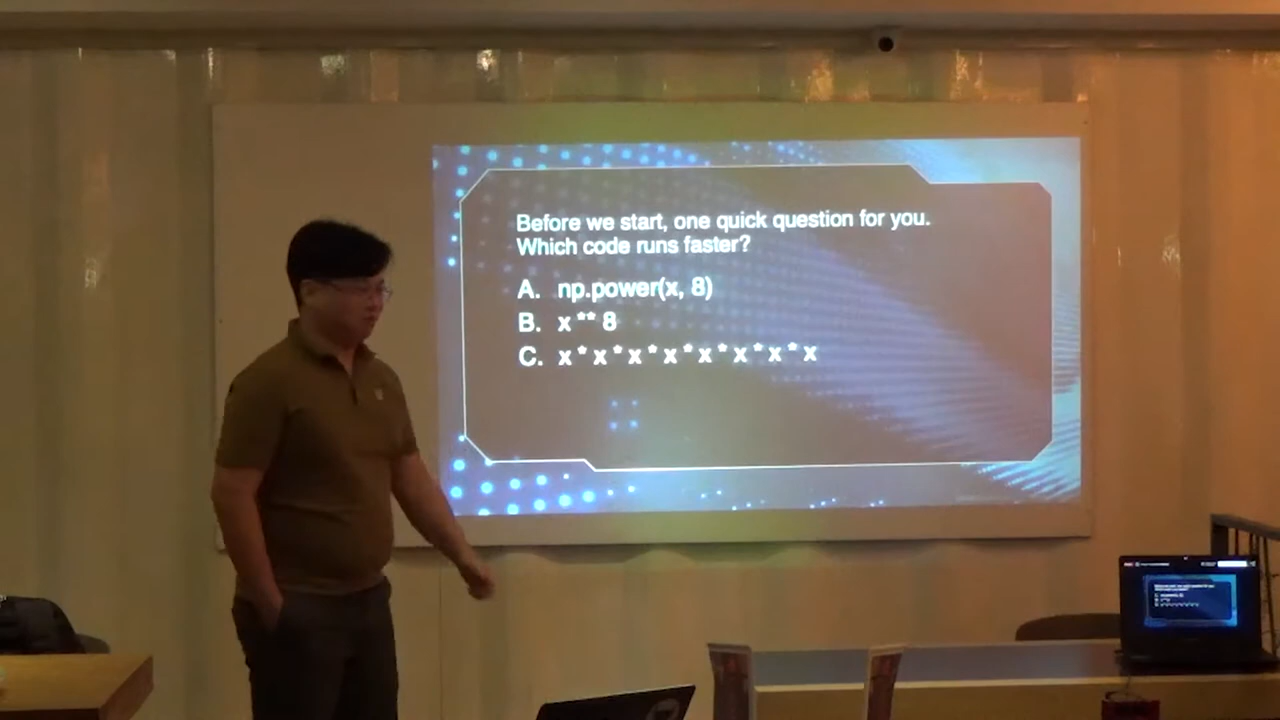 Before we start, one quick question for you.
Which code runs faster?
A. np.power(x, 8)
B. x ** 8
C. x * x * x * x * x * x * x * x